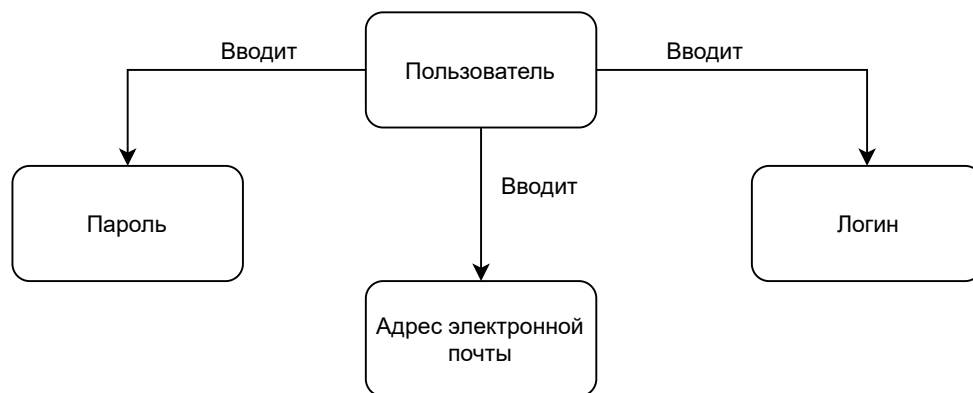 Вводит
Пользователь
Вводит
Вводит
Пароль
Логин
Адрес электронной
почты